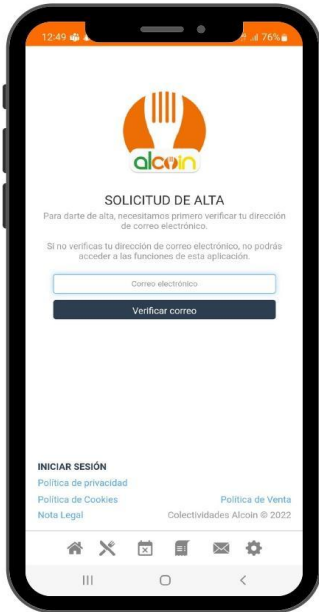 12:49
76%
alcoin
SOLICITUD DE ALTA
Para darte de alta, necesitamos primero verificar tu dirección
de correo electrónico.
Si no verificas tu dirección de correo electrónico, no podrás
acceder a las funciones de esta aplicación.
Correo electrónico
Verificar correo
INICIAR SESIÓN
Política de privacidad
Política de Cookies
Política de Venta
Nota Legal
Colectividades Alcoin © 2022